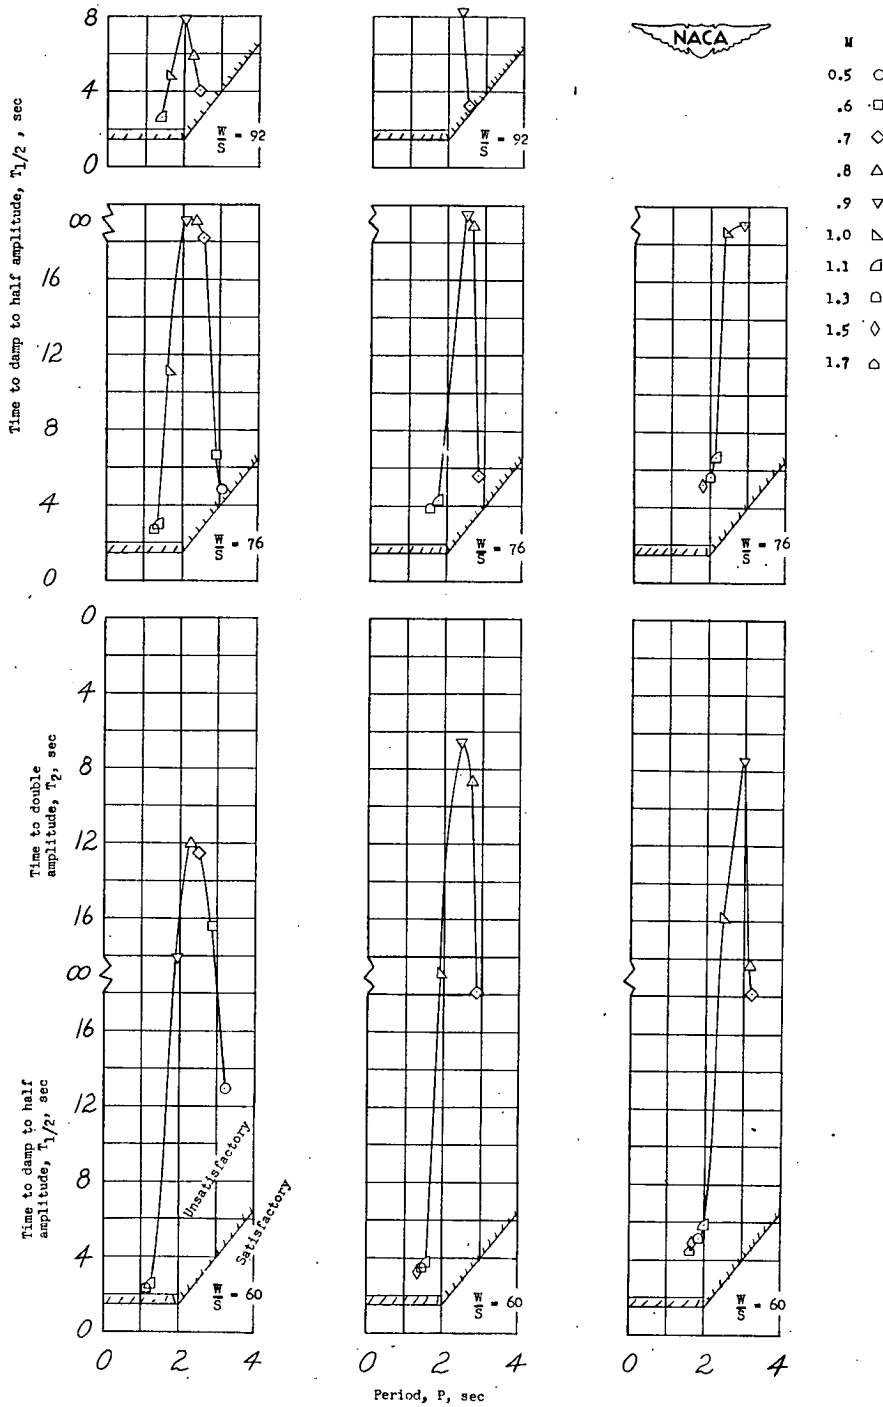 8
4
0
Time to damp to half amplitude, T1/2 , sec
W/S = 92
W/S = 92
NACA
M
0.5
.6
.7
.8
.9
1.0
1.1
1.3
1.5
1.7
∞
16
12
8
4
0
W/S = 76
W/S = 76
W/S = 76
0
4
8
12
16
∞
16
12
8
4
0
Time to double
amplitude, T2, sec
Time to damp to half
amplitude, T1/2, sec
Unsatisfactory
Satisfactory
W/S = 60
W/S = 60
W/S = 60
0 2 4 0 2 4 0 2 4
Period, P, sec